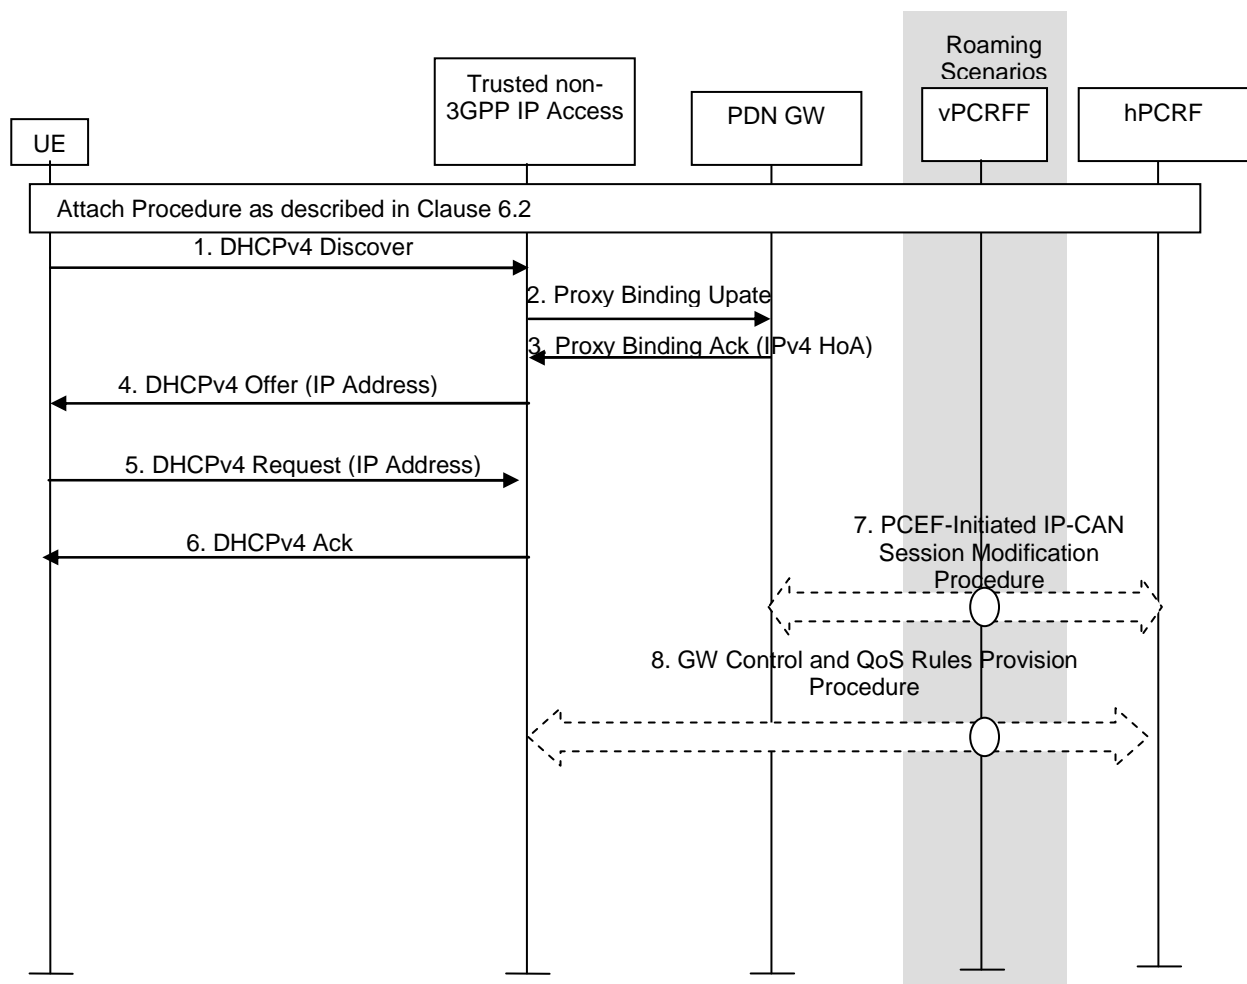 Roaming
Scenarios
Trusted non-
3GPP IP Access
PDN GW
vPCRFF
hPCRF
UE
Attach Procedure as described in Clause 6.2
1. DHCPv4 Discover
2. Proxy Binding Upate
3. Proxy Binding Ack (IPv4 HoA)
4. DHCPv4 Offer (IP Address)
5. DHCPv4 Request (IP Address)
6. DHCPv4 Ack
7. PCEF-Initiated IP-CAN
Session Modification
Procedure
8. GW Control and QoS Rules Provision
Procedure